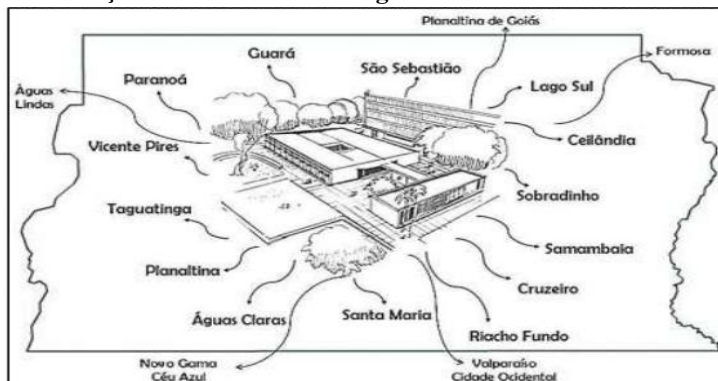 Planaltina de Goiás
Guará
Formosa
São Sebastião
Paranoá
Lago Sul
Águas
Lindas
Ceilândia
Vicente Pires
Sobradinho
Taguatinga
Samambaia
Planaltina
Cruzeiro
Águas Claras
Santa Maria
Riacho Fundo
Novo Gama
Céu Azul
Valparaíso
Cidade Ocidental